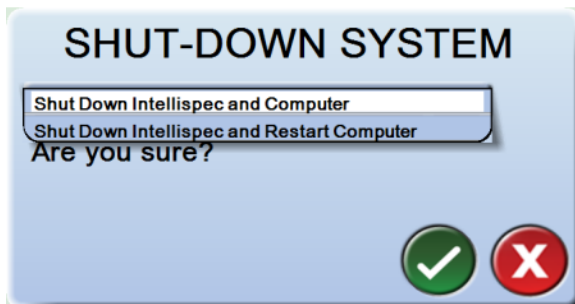 SHUT-DOWN SYSTEM
Shut Down Intellispec and Computer
Shut Down Intellispec and Restart Computer
Are you sure?